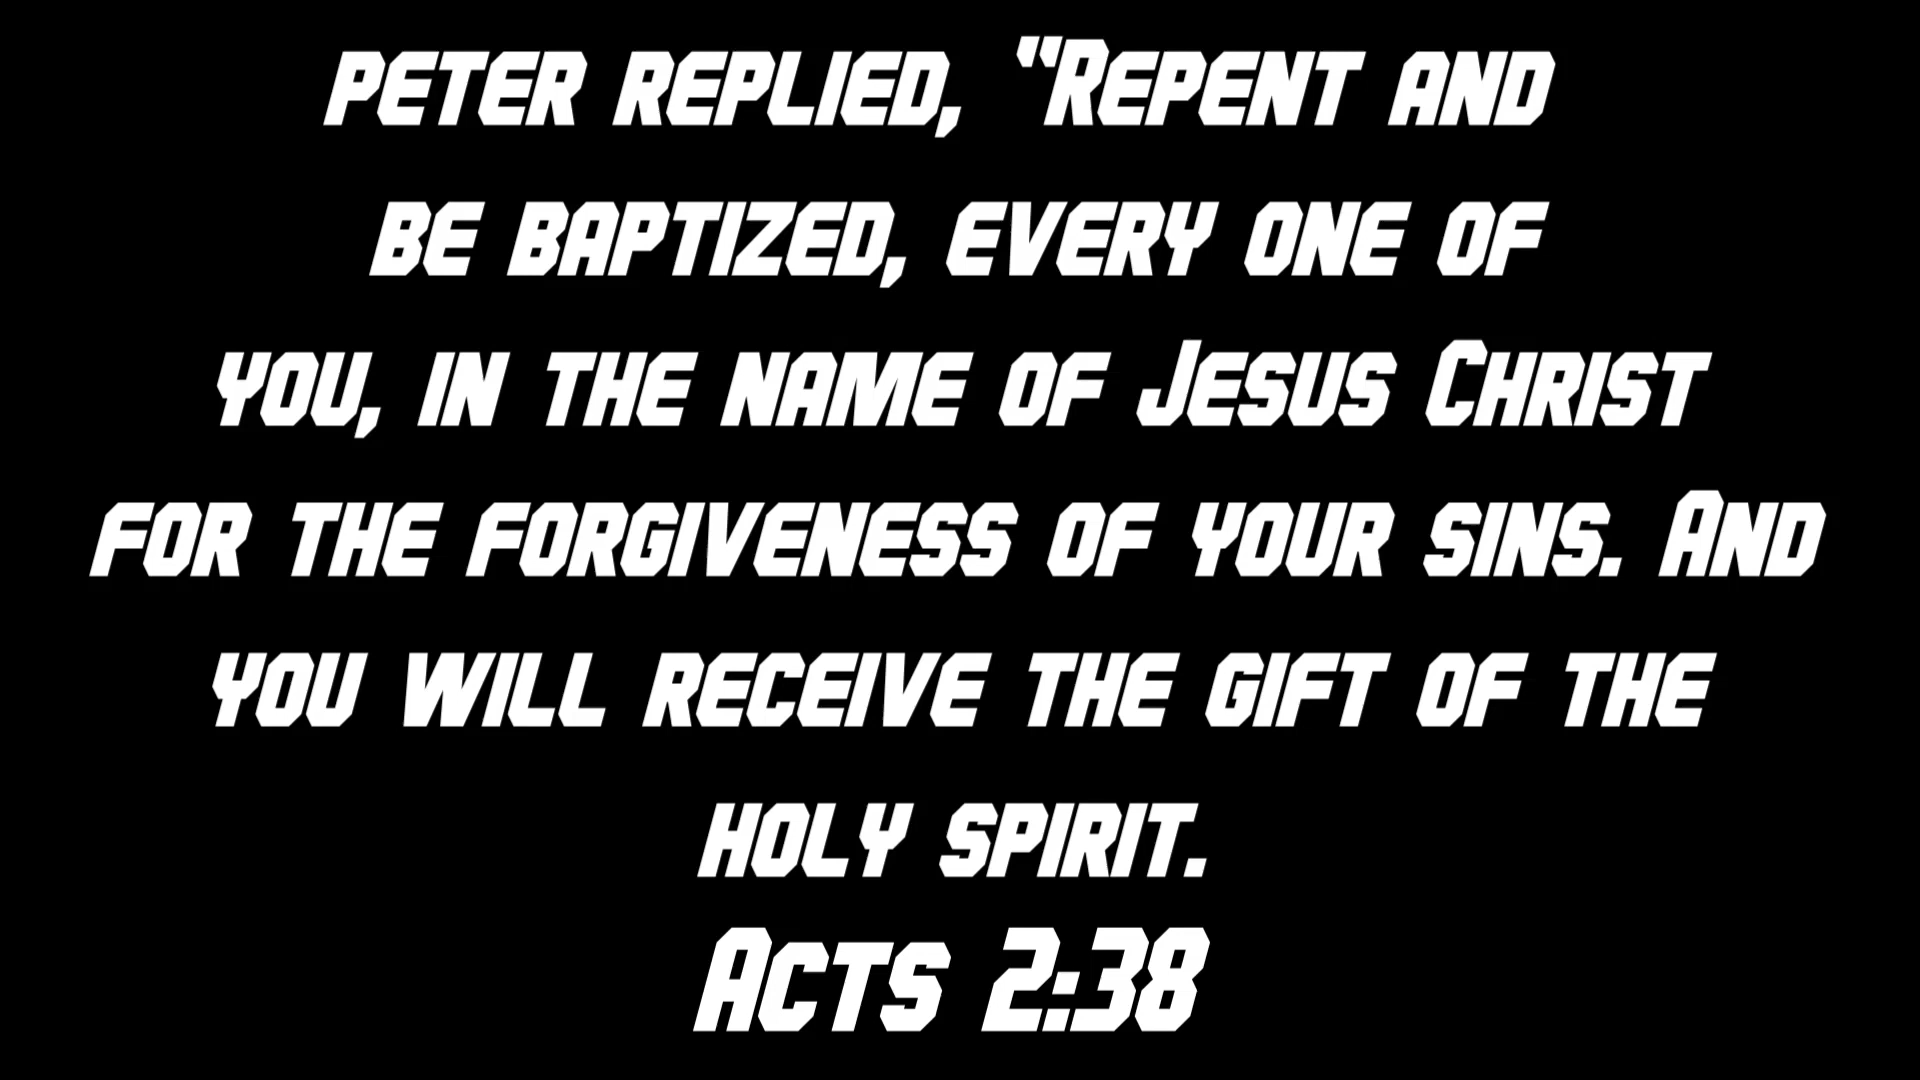 peter replied, “Repent and
be baptized, every one of
you, in the name of Jesus Christ
for the forgiveness of your sins. And
you will receive the gift of the
holy spirit.
Acts 2:38